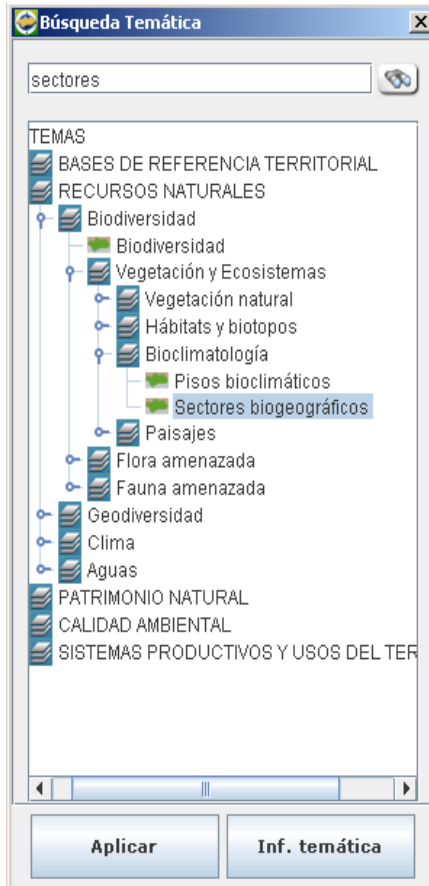 Búsqueda Temática
sectores
TEMAS
BASES DE REFERENCIA TERRITORIAL
RECURSOS NATURALES
Biodiversidad
Biodiversidad
Vegetación y Ecosistemas
Vegetación natural
Hábitats y biotopos
Bioclimatología
Pisos bioclimáticos
Sectores biogeográficos
Paisajes
Flora amenazada
Fauna amenazada
Geodiversidad
Clima
Aguas
PATRIMONIO NATURAL
CALIDAD AMBIENTAL
SISTEMAS PRODUCTIVOS Y USOS DEL TER
Aplicar Inf. temática